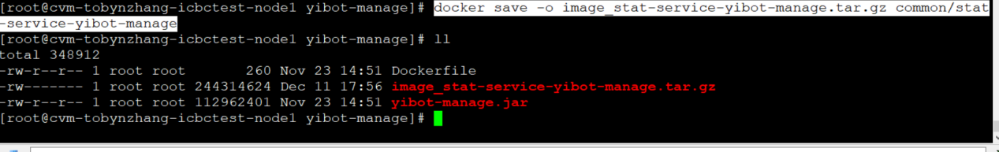 [root@cvm-tobynzhang-icbctest-node1 yibot-manage]# docker save -o image_stat-service-yibot-manage.tar.gz common/stat
-service-yibot-manage
[root@cvm-tobynzhang-icbctest-node1 yibot-manage]# ll
total 348912
-rw-r--r-- 1 root root       260 Nov 23 14:51 Dockerfile
-rw------- 1 root root 244314624 Dec 11 17:56 image_stat-service-yibot-manage.tar.gz
-rw-r--r-- 1 root root 112962401 Nov 23 14:51 yibot-manage.jar
[root@cvm-tobynzhang-icbctest-node1 yibot-manage]#